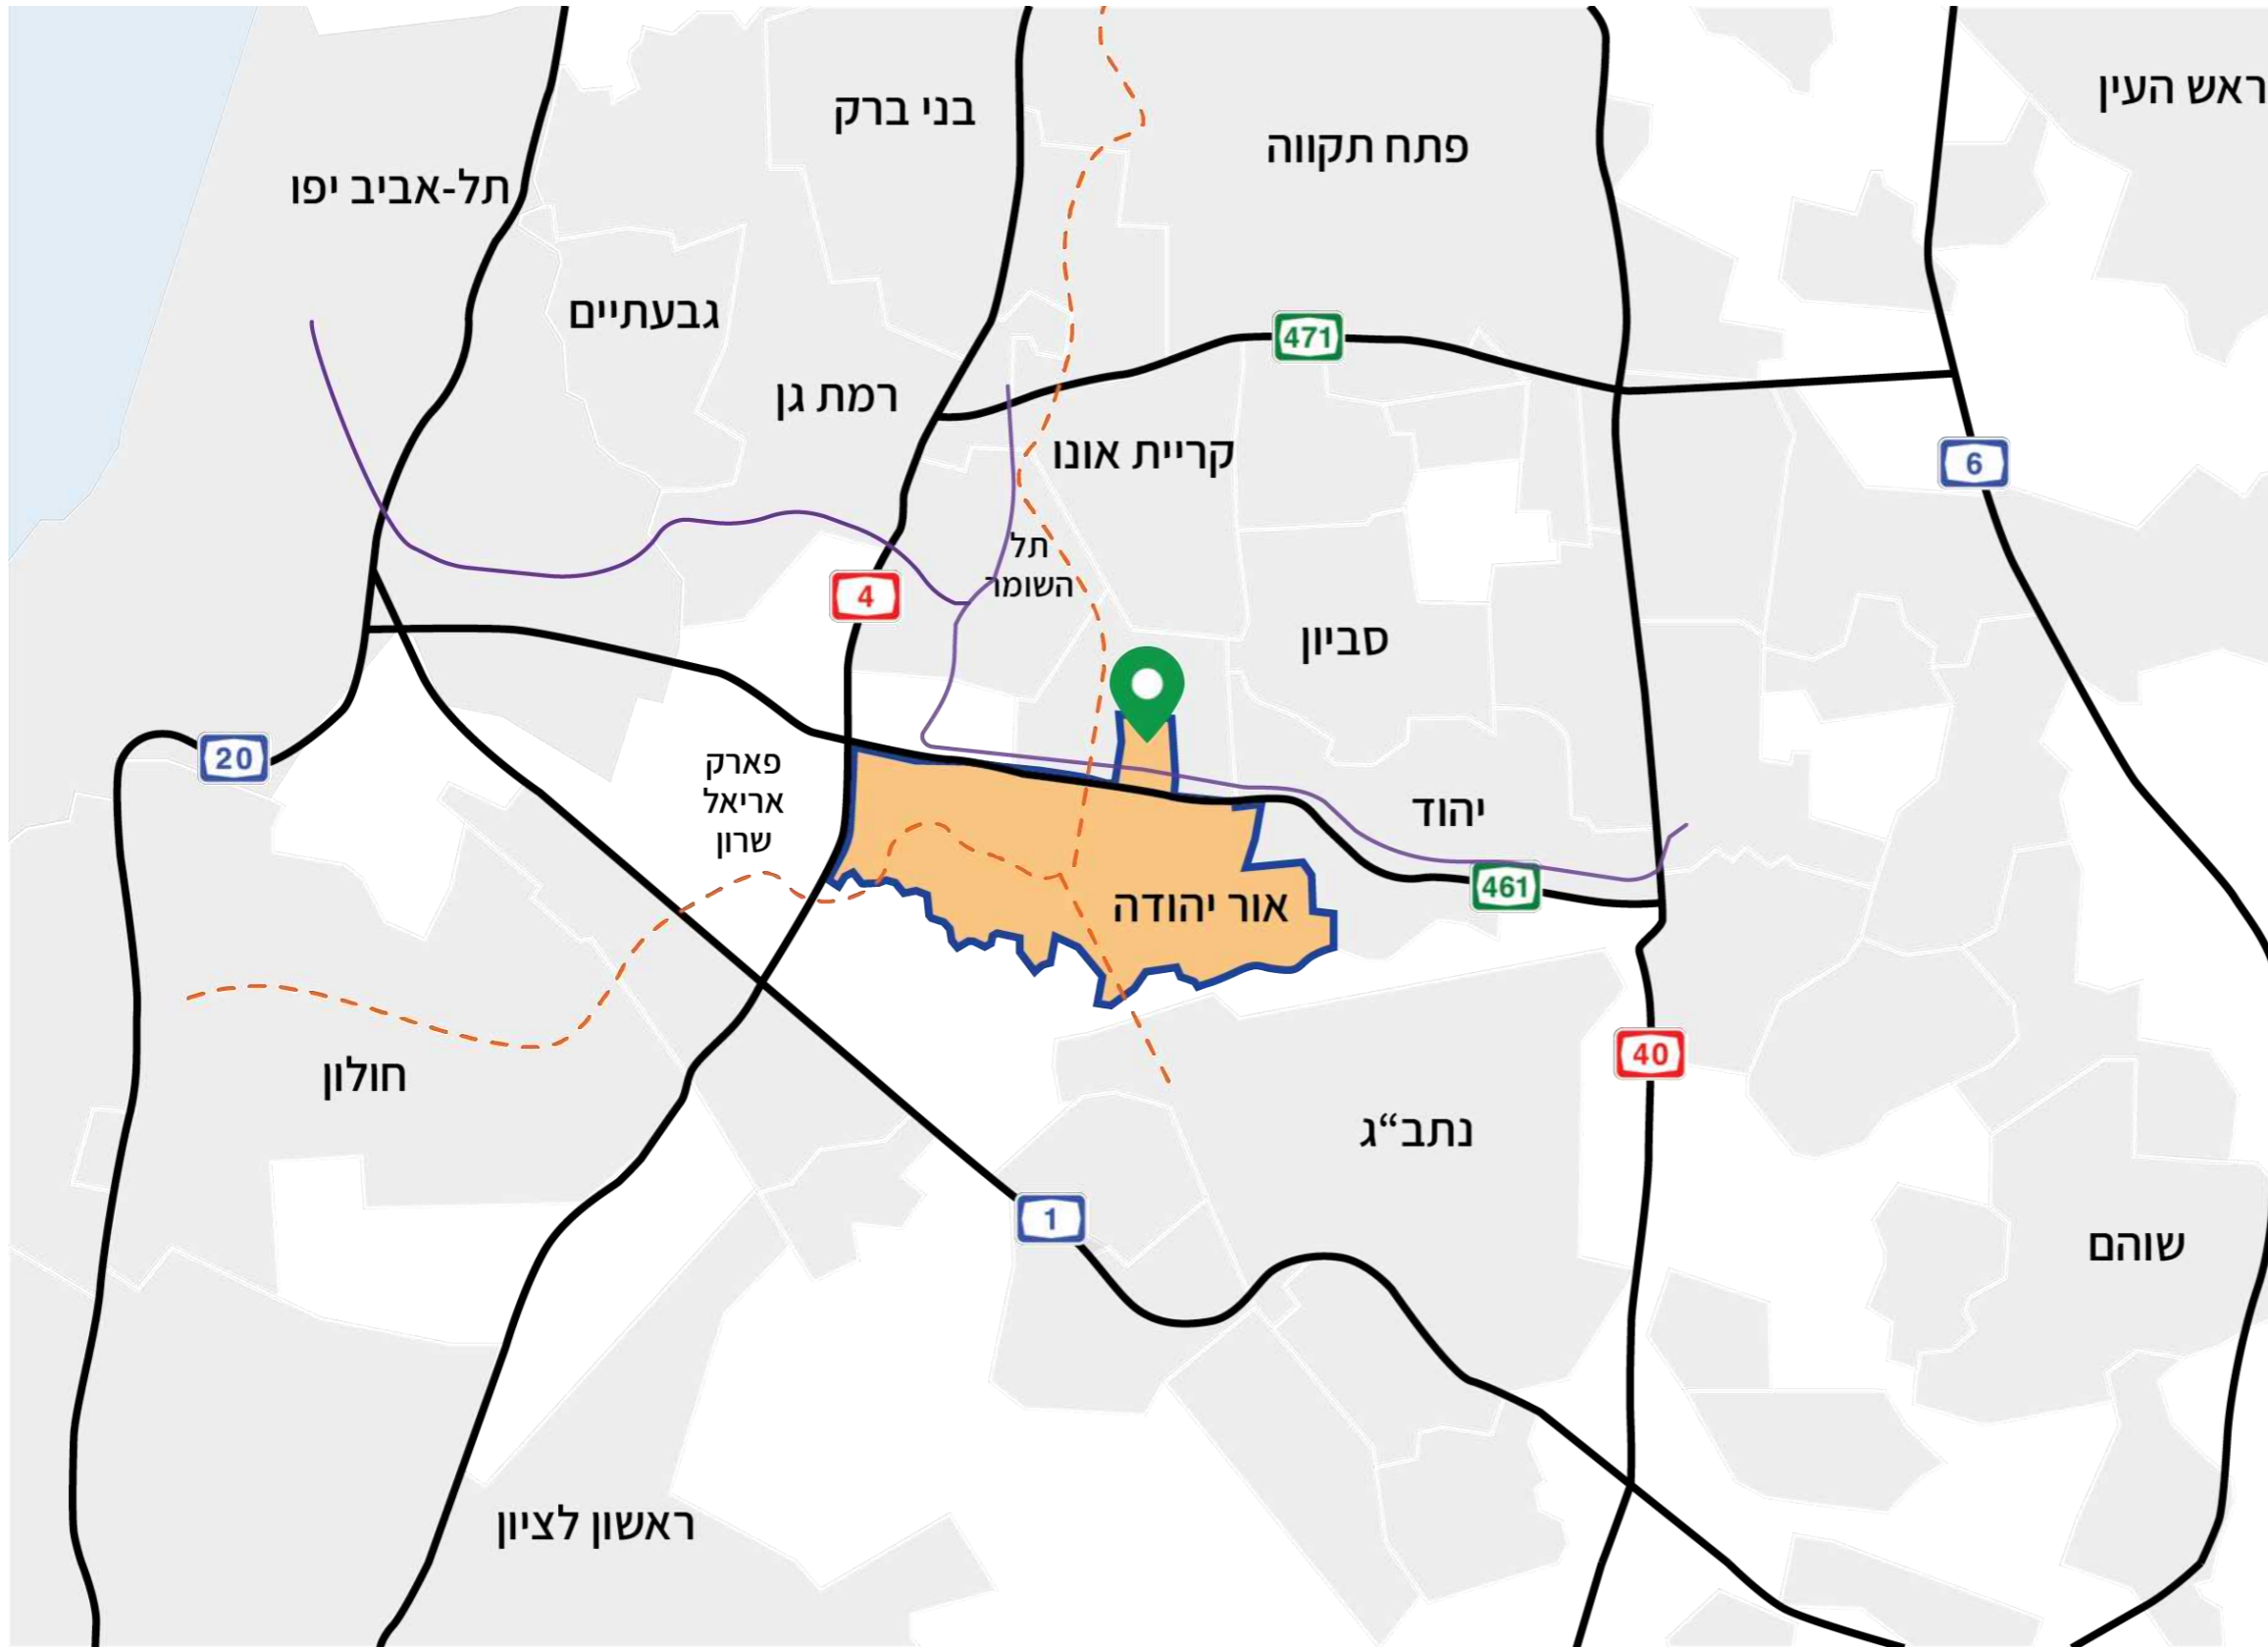 ראש העין
בני ברק
פתח תקווה
תל-אביב יפו
גבעתיים
471
רמת גן
קריית אונו
6
תל
השומר
4
סביון
20
פארק
אריאל
שרון
יהוד
461
אור יהודה
40
חולון
נתב“ג
1
שוהם
ראשון לציון